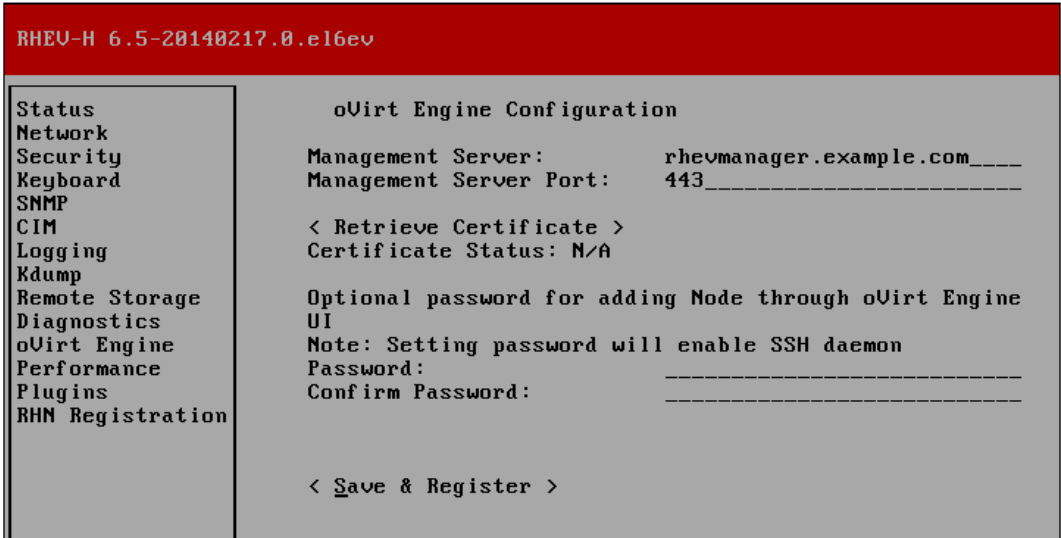 RHEV-H 6.5-20140217.0.el6ev
Status
Network
Security
Keyboard
SNMP
CIM
Logging
Kdump
Remote Storage
Diagnostics
oVirt Engine
Performance
Plugins
RHN Registration
oVirt Engine Configuration
Management Server: rhevmanager.example.com____
Management Server Port: 443________________________
< Retrieve Certificate >
Certificate Status: N/A
Optional password for adding Node through oVirt Engine
UI
Note: Setting password will enable SSH daemon
Password: ___________________________
Confirm Password: ___________________________
< Save & Register >